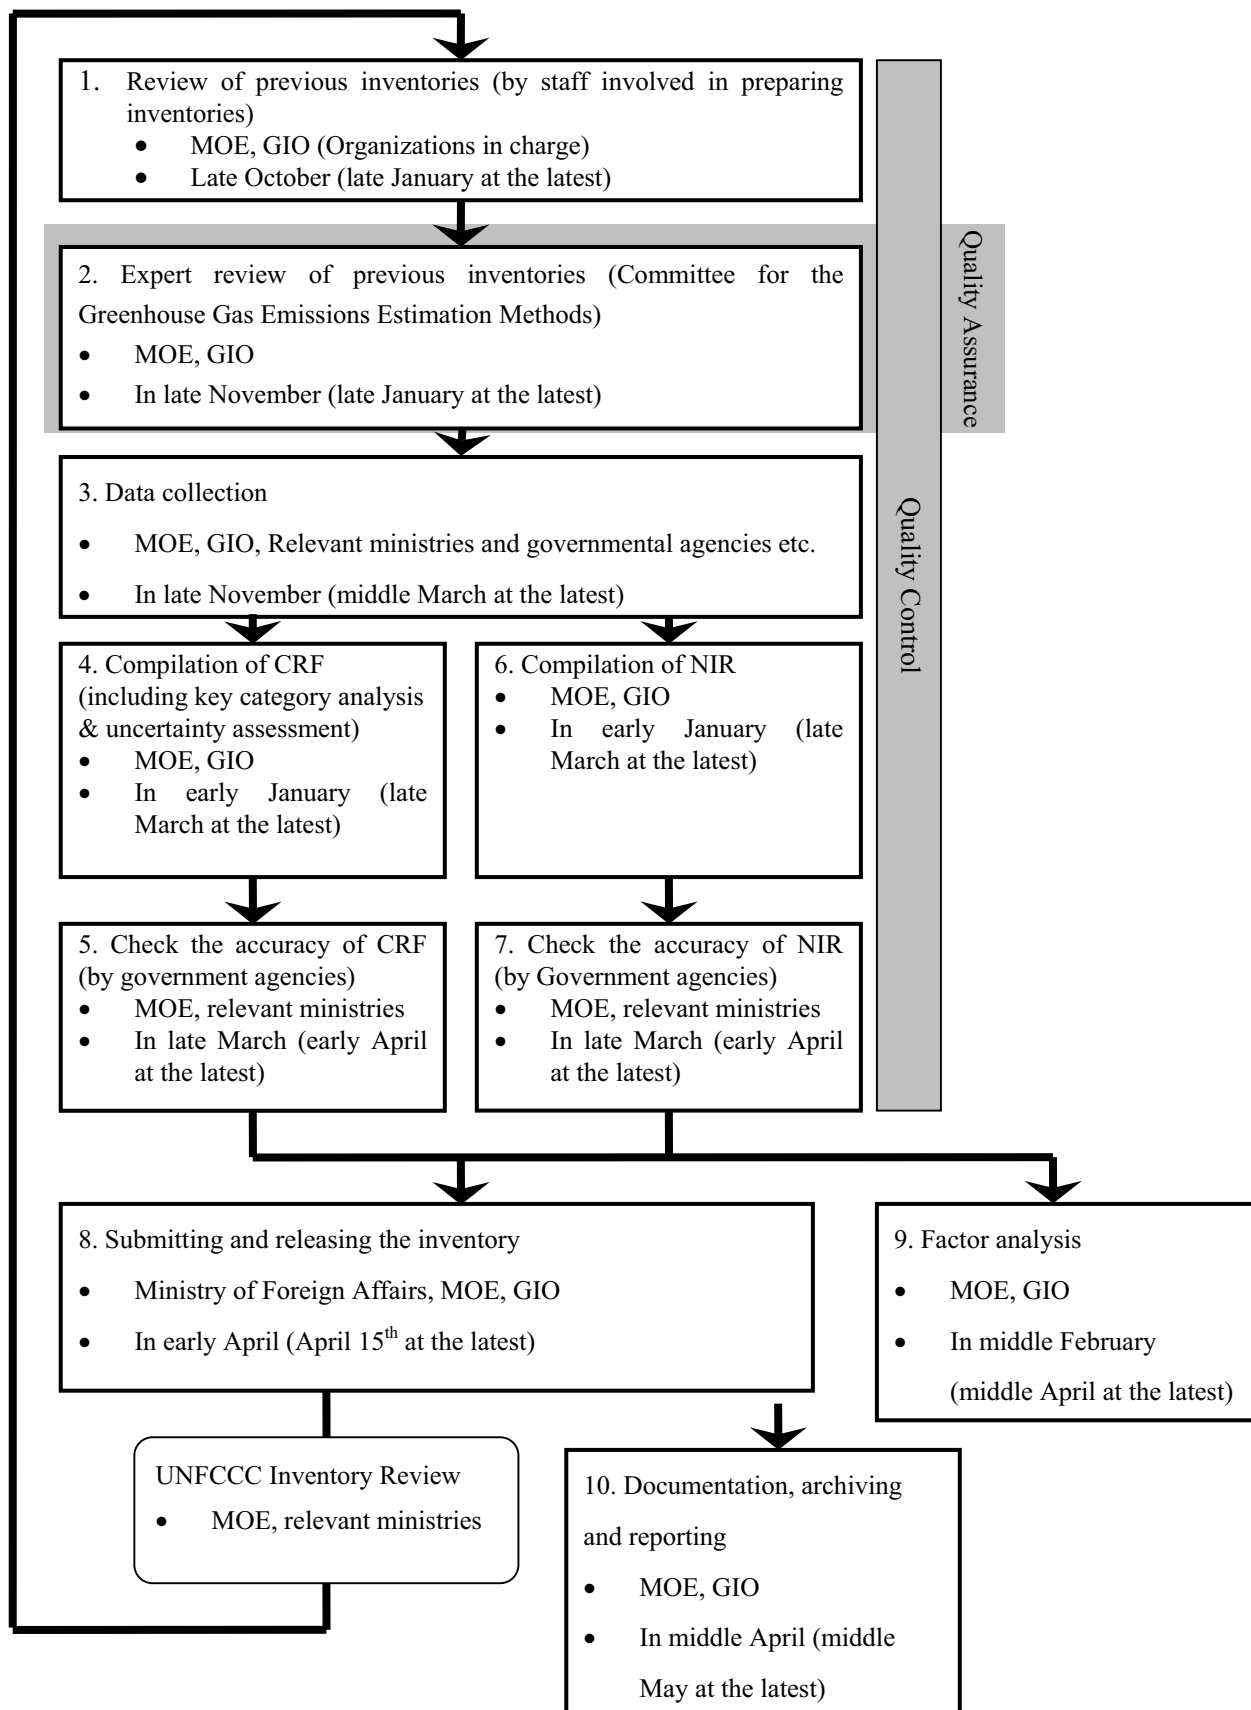 1. Review of previous inventories (by staff involved in preparing
inventories)
• MOE, GIO (Organizations in charge)
• Late October (late January at the latest)
2. Expert review of previous inventories (Committee for the
Greenhouse Gas Emissions Estimation Methods)
• MOE, GIO
• In late November (late January at the latest)
Quality Assurance
Quality Control
3. Data collection
• MOE, GIO, Relevant ministries and governmental agencies etc.
• In late November (middle March at the latest)
4. Compilation of CRF
(including key category analysis
& uncertainty assessment)
• MOE, GIO
• In early January (late
March at the latest)
6. Compilation of NIR
• MOE, GIO
• In early January (late
March at the latest)
5. Check the accuracy of CRF
(by government agencies)
• MOE, relevant ministries
• In late March (early April
at the latest)
7. Check the accuracy of NIR
(by Government agencies)
• MOE, relevant ministries
• In late March (early April
at the latest)
8. Submitting and releasing the inventory
• Ministry of Foreign Affairs, MOE, GIO
• In early April (April 15th at the latest)
9. Factor analysis
• MOE, GIO
• In middle February
(middle April at the latest)
UNFCCC Inventory Review
• MOE, relevant ministries
10. Documentation, archiving
and reporting
• MOE, GIO
• In middle April (middle
May at the latest)